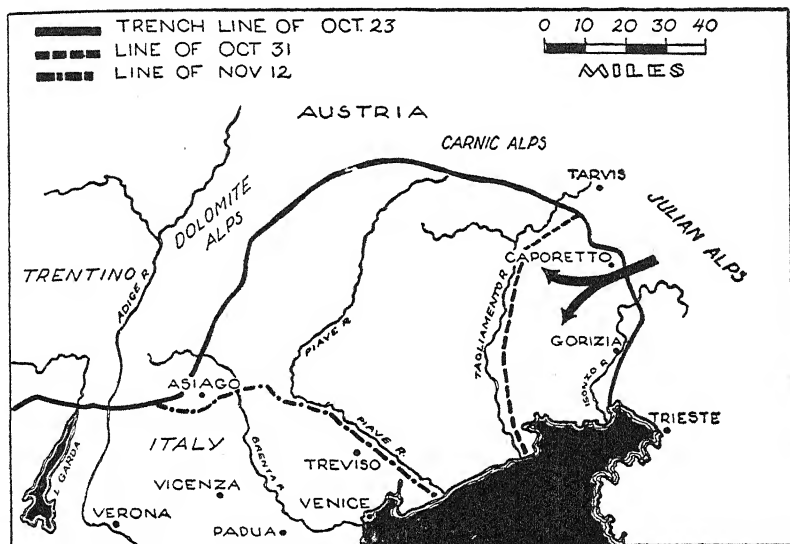 TRENCH LINE OF OCT. 23
LINE OF OCT 31
LINE OF NOV 12
0 10 20 30 40
MILES
AUSTRIA
CARNIC ALPS
TARVIS
JULIAN ALPS
DOLOMITE
ALPS
TRENTINO
ADIGE R
CAPORETTO
TAGLIAMENTO R
PIAVE R
GORIZIA
ISONZO R
ASIAGO
TRIESTE
ITALY
PIAVE R.
BRENTA R
L GANDA
TREVISO
VICENZA
VENICE
VERONA
PADUA